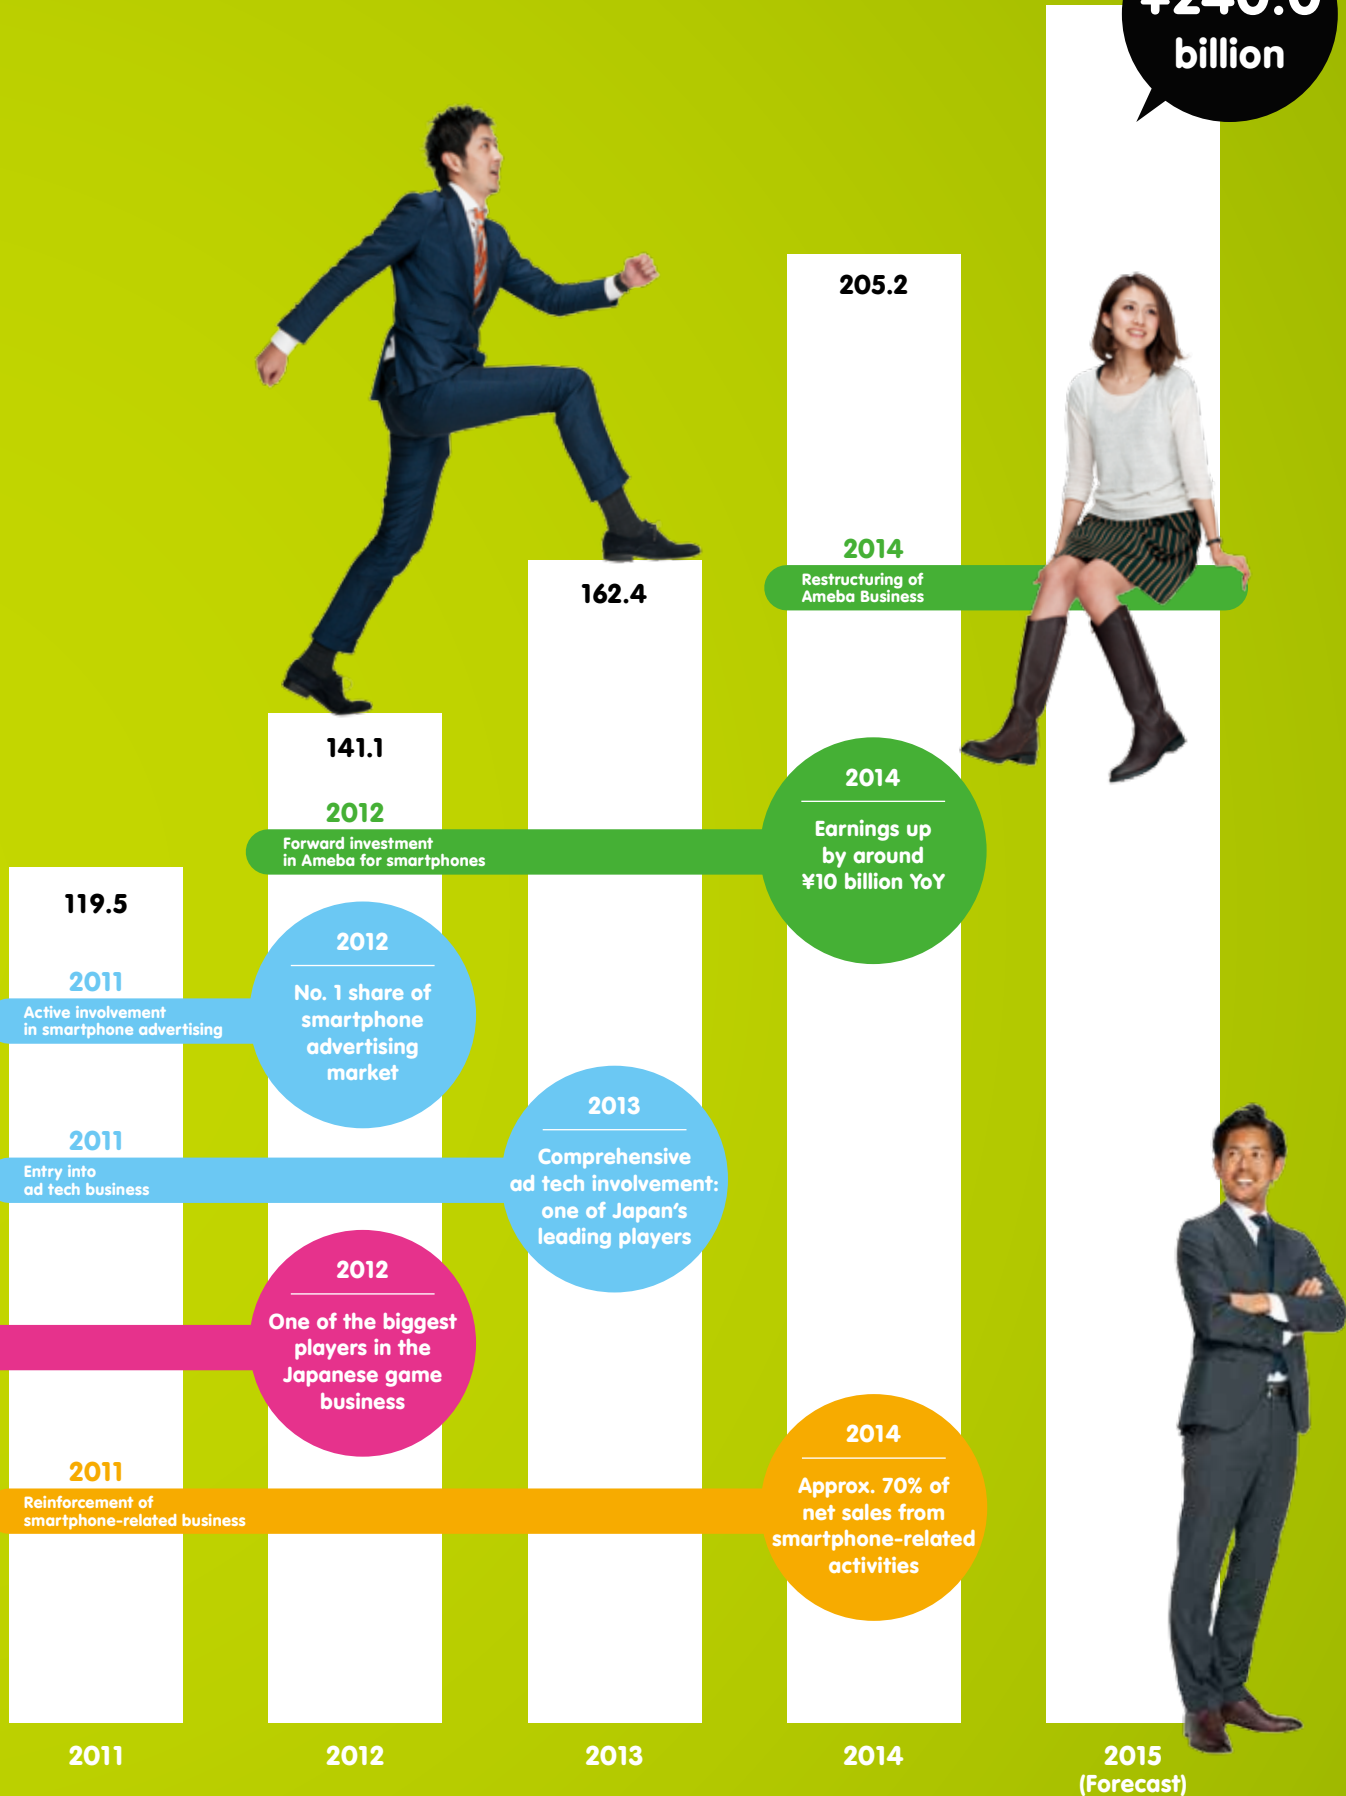 billion
205.2
2014
Restructuring of
Ameba Business
162.4
141.1
2012
Forward investment
in Ameba for smartphones
2014
Earnings up
by around
¥10 billion YoY
119.5
2011
Active involvement
in smartphone advertising
2012
No. 1 share of
smartphone
advertising
market
2011
Entry into
ad tech business
2013
Comprehensive
ad tech involvement:
one of Japan’s
leading players
2012
One of the biggest
players in the
Japanese game
business
2011
Reinforcement of
smartphone-related business
2014
Approx. 70% of
net sales from
smartphone-related
activities
2011
2012
2013
2014
2015
(Forecast)